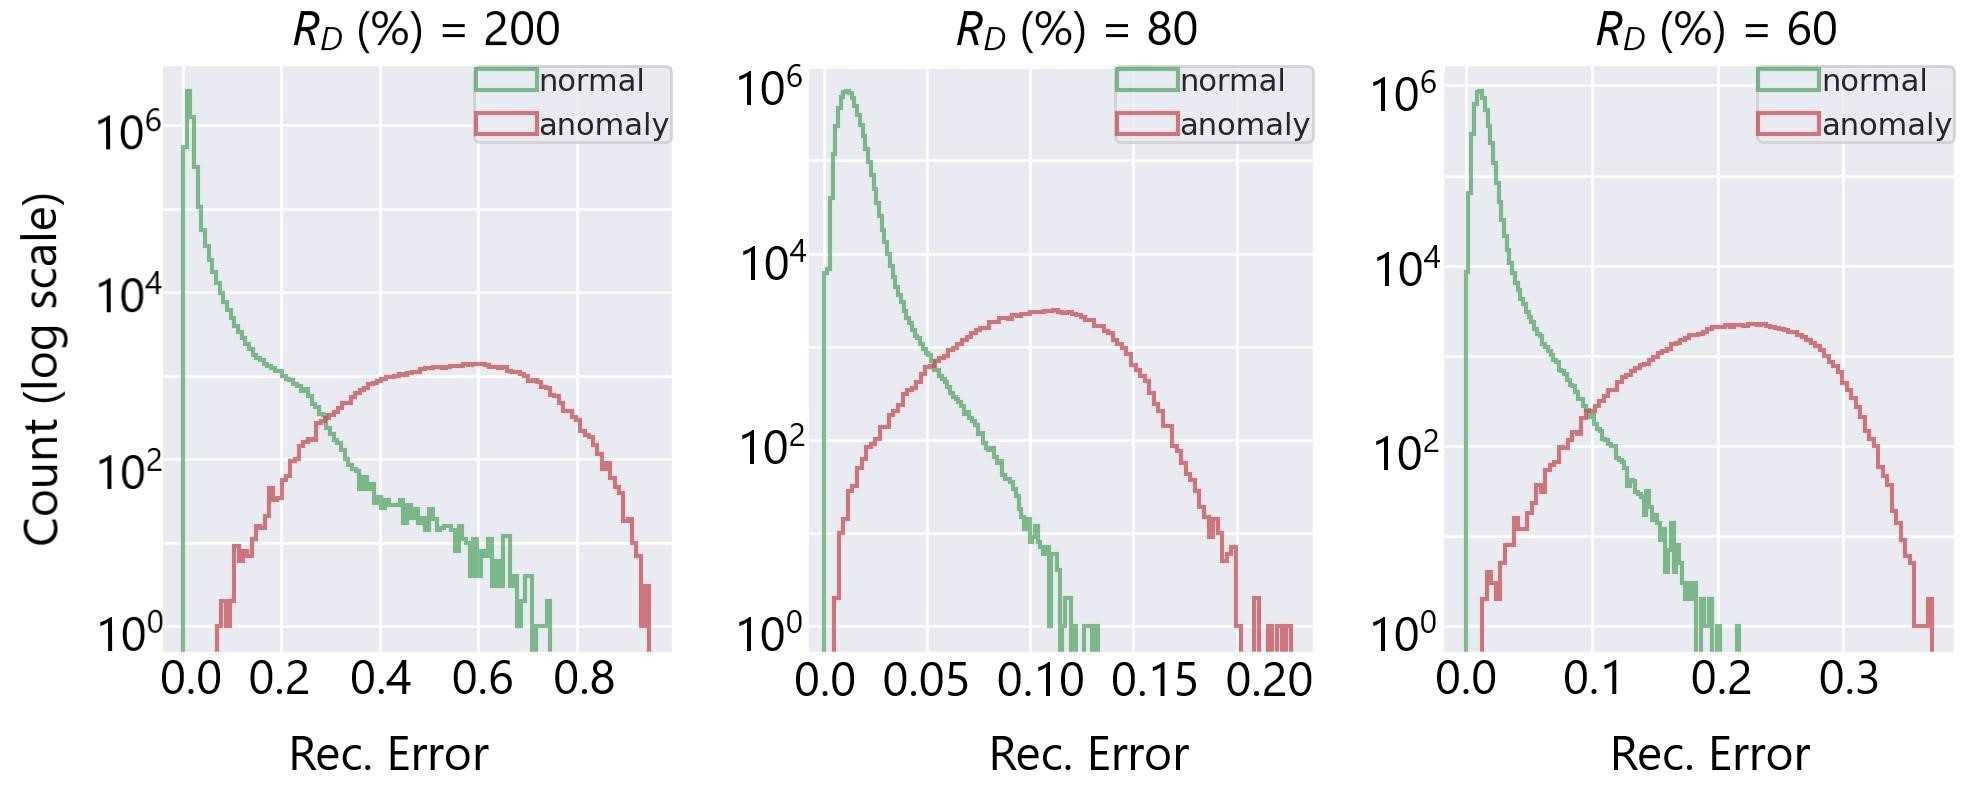 R_D (%) = 200
normal
anomaly
10^6
10^4
10^2
10^0
0.0 0.2 0.4 0.6 0.8
Count (log scale)
Rec. Error
R_D (%) = 80
normal
anomaly
10^6
10^4
10^2
10^0
0.0 0.05 0.10 0.15 0.20
Rec. Error
R_D (%) = 60
normal
anomaly
10^6
10^4
10^2
10^0
0.0 0.1 0.2 0.3
Rec. Error